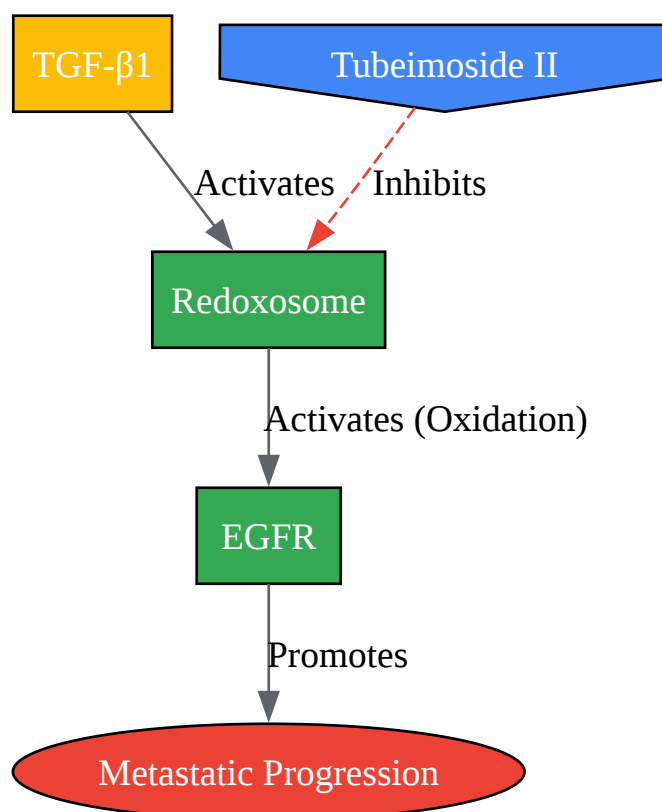 TGF-β1
Tubeimoside II
Activates
Inhibits
Redoxosome
Activates (Oxidation)
EGFR
Promotes
Metastatic Progression